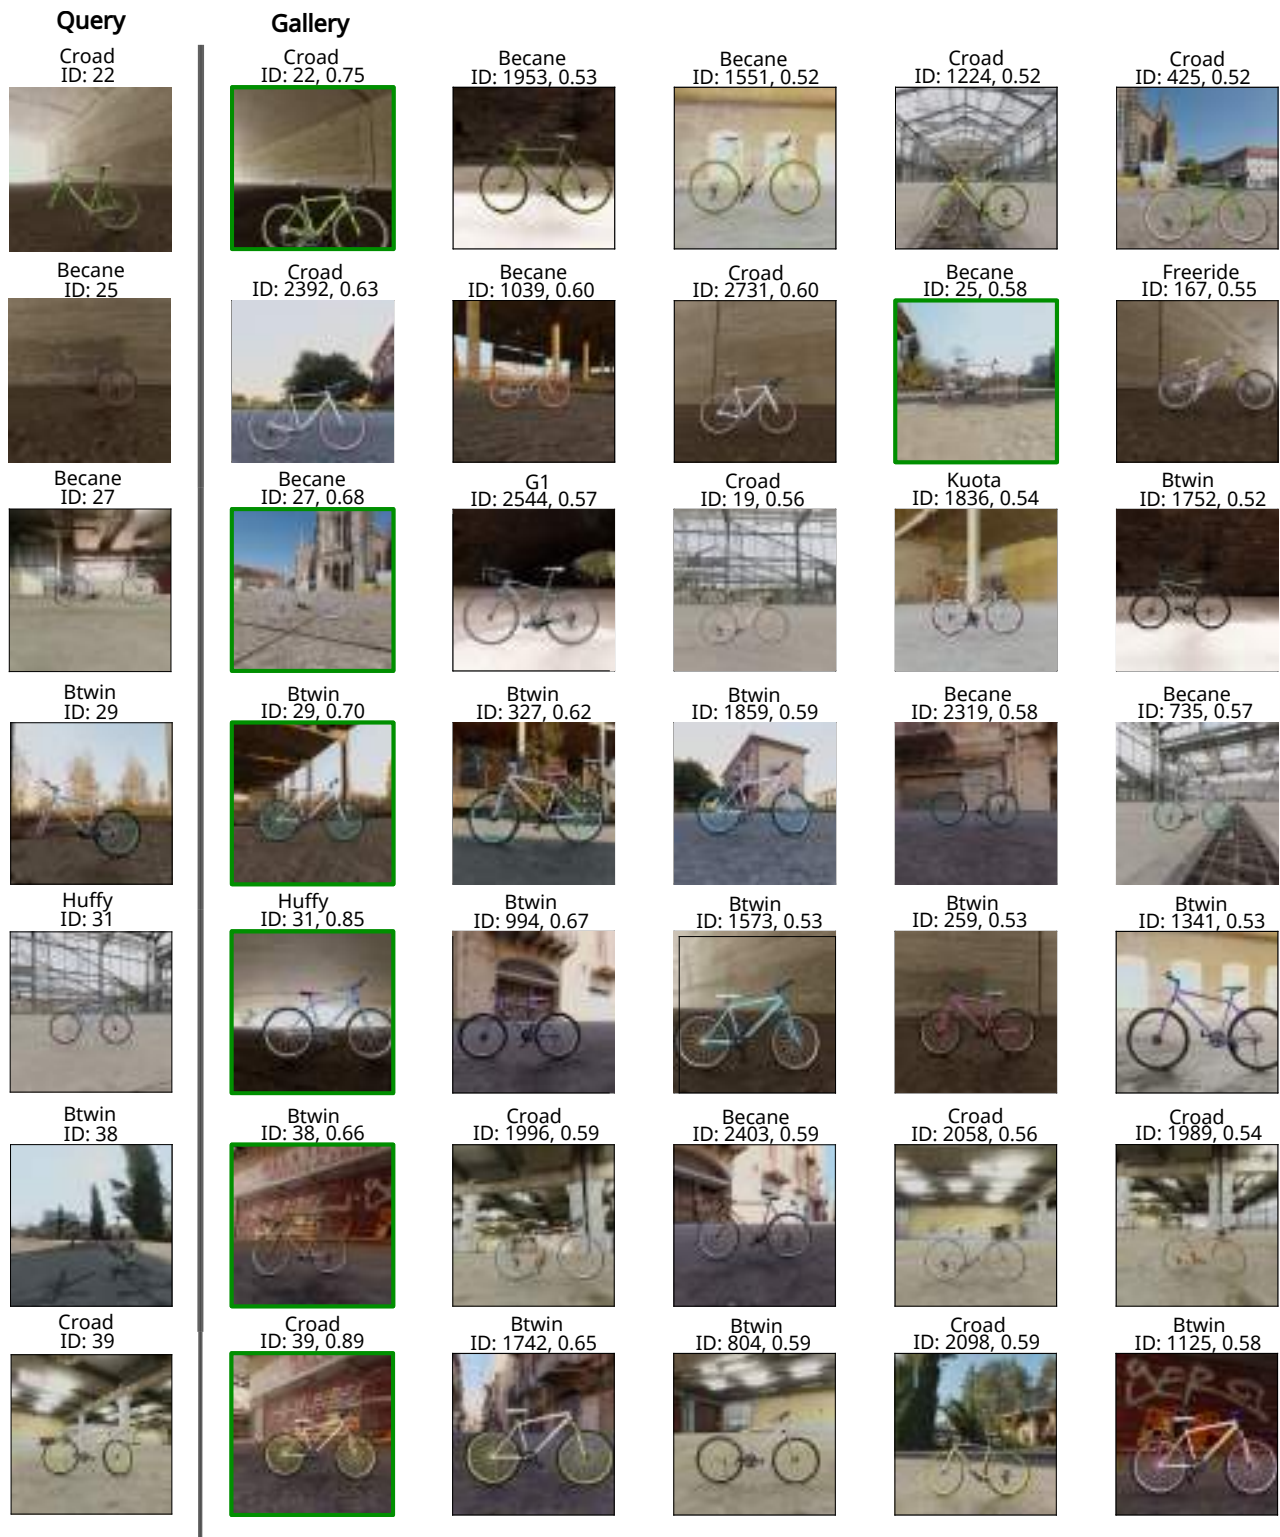 Query
Gallery
Croad
ID: 22
Croad
ID: 22, 0.75
Becane
ID: 1953, 0.53
Becane
ID: 1551, 0.52
Croad
ID: 1224, 0.52
Croad
ID: 425, 0.52
Becane
ID: 25
Croad
ID: 2392, 0.63
Becane
ID: 1039, 0.60
Croad
ID: 2731, 0.60
Becane
ID: 25, 0.58
Freeride
ID: 167, 0.55
Becane
ID: 27
Becane
ID: 27, 0.68
G1
ID: 2544, 0.57
Croad
ID: 19, 0.56
Kuota
ID: 1836, 0.54
Btwin
ID: 1752, 0.52
Btwin
ID: 29
Btwin
ID: 29, 0.70
Btwin
ID: 327, 0.62
Btwin
ID: 1859, 0.59
Becane
ID: 2319, 0.58
Becane
ID: 735, 0.57
Huffy
ID: 31
Huffy
ID: 31, 0.85
Btwin
ID: 994, 0.67
Btwin
ID: 1573, 0.53
Btwin
ID: 259, 0.53
Btwin
ID: 1341, 0.53
Btwin
ID: 38
Btwin
ID: 38, 0.66
Croad
ID: 1996, 0.59
Becane
ID: 2403, 0.59
Croad
ID: 2058, 0.56
Croad
ID: 1989, 0.54
Croad
ID: 39
Croad
ID: 39, 0.89
Btwin
ID: 1742, 0.65
Btwin
ID: 804, 0.59
Croad
ID: 2098, 0.59
Btwin
ID: 1125, 0.58